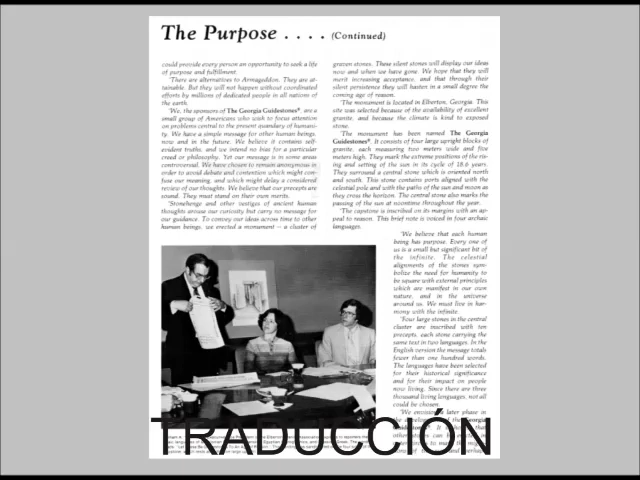 The Purpose . . . . (Continued)
could provide every person an opportunity to seek a life
of purpose and fulfillment.
"There are alternatives to Armageddon. They are at-
tainable. But they will not happen without coordinated
efforts by millions of dedicated people in all nations of
the earth.
"We, the sponsors of The Georgia Guidestones®, are a
small group of Americans who wish to focus attention
on problems central to the present quandary of humani-
ty. We have a simple message for other human beings,
now and in the future. We believe it contains self-
evident truths, and we intend no bias for a particular
creed or philosophy. Yet our message is in some areas
controversial. We have chosen to remain anonymous in
order to avoid debate and contention which might con-
fuse our meaning, and which might delay a considered
review of our thoughts. We believe that our precepts are
sound. They must stand on their own merits.
"Stonehenge and other vestiges of ancient human
thoughts arouse our curiosity but carry no message for
our guidance. To convey our ideas across time to other
human beings, we erected a monument — a cluster of
graven stones. These silent stones will display our ideas
now and when we have gone. We hope that they will
merit increasing acceptance, and that through their
silent persistence they will hasten in a small degree the
coming age of reason.
"The monument is located in Elberton, Georgia. This
site was selected because of the availability of excellent
granite, and because the climate is kind to exposed
stone.
"The monument has been named The Georgia
Guidestones®. It consists of four large upright blocks of
granite, each measuring two meters wide and five
meters high. They mark the extreme positions of the ris-
ing and setting of the sun in its cycle of 18.6 years.
They surround a central stone which is oriented north
and south. This stone contains ports aligned with the
celestial pole and with the paths of the sun and moon as
they cross the horizon. The central stone also marks the
passing of the sun at noontime throughout the year.
"The capstone is inscribed on its margins with an ap-
peal to reason. This brief note is voiced in four archaic
languages.
"We believe that each human
being has purpose. Every one of
us is a small but significant bit of
the infinite. The celestial
alignments of the stones sym-
bolize the need for humanity to
be square with external principles
which are manifest in our own
nature, and in the universe
around us. We must live in har-
mony with the infinite.
"Four large stones in the central
cluster are inscribed with ten
precepts, each stone carrying the
same text in two languages. In the
English version the message totals
fewer than one hundred words.
The languages have been selected
for their historical significance
and for their impact on people
now living. Since there are three
thousand living languages, not all
could be chosen.
"We later phase in
TRADUCCIÓN